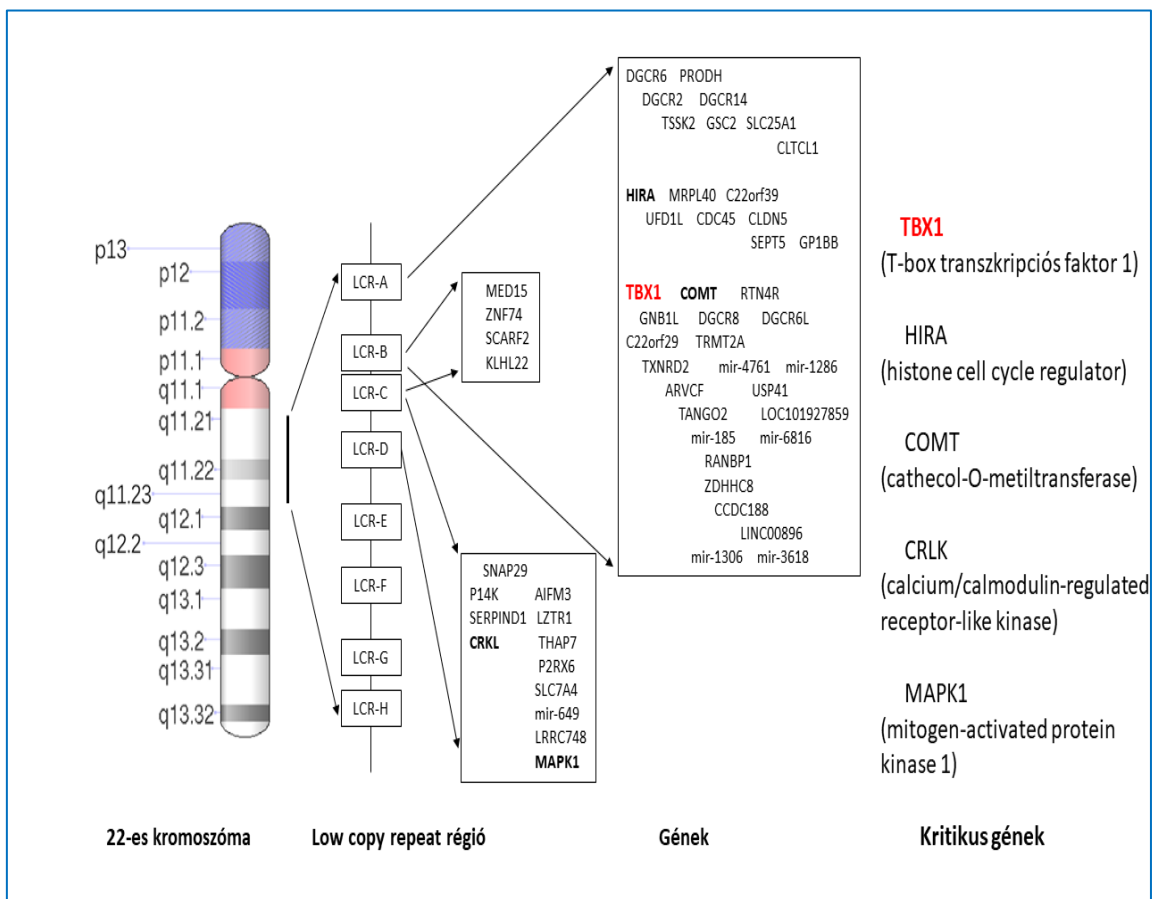 p13
p12
p11.2
p11.1
q11.1
q11.21
q11.22
q11.23
q12.1
q12.2
q12.3
q13.1
q13.2
q13.31
q13.32
22-es kromoszóma
LCR-A
LCR-B
LCR-C
LCR-D
LCR-E
LCR-F
LCR-G
LCR-H
Low copy repeat régió
MED15
ZNF74
SCARF2
KLHL22
SNAP29
P14K AIFM3
SERPIND1 LZTR1
CRKL THAP7
P2RX6
SLC7A4
mir-649
LRRC748
MAPK1
DGCR6 PRODH
DGCR2 DGCR14
TSSK2 GSC2 SLC25A1
CLTCL1
HIRA MRPL40 C22orf39
UFD1L CDC45 CLDN5
SEPT5 GP1BB
TBX1 COMT RTN4R
GNB1L DGCR8 DGCR6L
C22orf29 TRMT2A
TXNRD2 mir-4761 mir-1286
ARVCF USP41
TANGO2 LOC101927859
mir-185 mir-6816
RANBP1
ZDHHC8
CCDC188
LINC00896
mir-1306 mir-3618
Gének
TBX1
(T-box transzkripciós faktor 1)
HIRA
(histone cell cycle regulator)
COMT
(cathecol-O-metiltransferase)
CRLK
(calcium/calmodulin-regulated
receptor-like kinase)
MAPK1
(mitogen-activated protein
kinase 1)
Kritikus gének